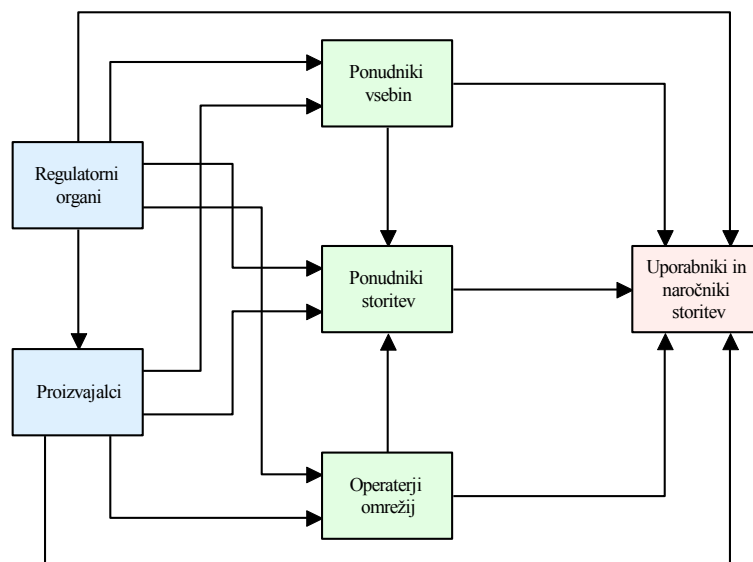 Ponudniki
vsebin
Regulatorni
organi
Ponudniki
storitev
Uporabniki in
naročniki
storitev
Proizvajalci
Operaterji
omrežij